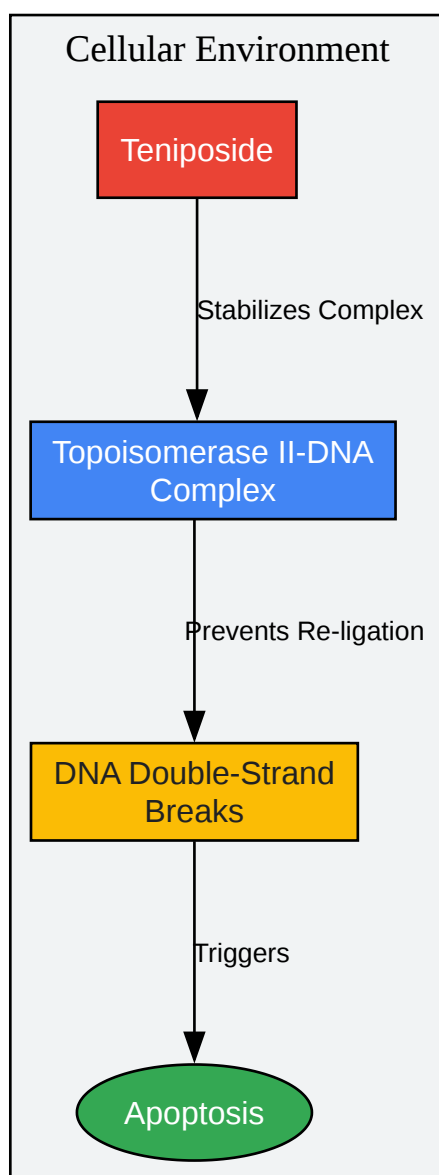 Cellular Environment
Teniposide
Stabilizes Complex
Topoisomerase II-DNA
Complex
Prevents Re-ligation
DNA Double-Strand
Breaks
Triggers
Apoptosis